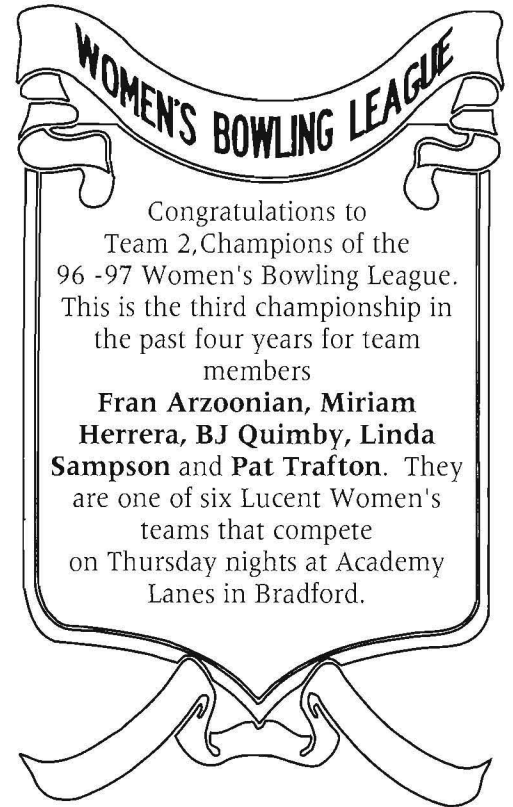 WOMEN'S BOWLING LEAGUE
Congratulations to
Team 2,Champions of the
96 -97 Women's Bowling League.
This is the third championship in
the past four years for team
members
Fran Arzoonian, Miriam
Herrera, BJ Quimby, Linda
Sampson and Pat Trafton. They
are one of six Lucent Women's
teams that compete
on Thursday nights at Academy
Lanes in Bradford.